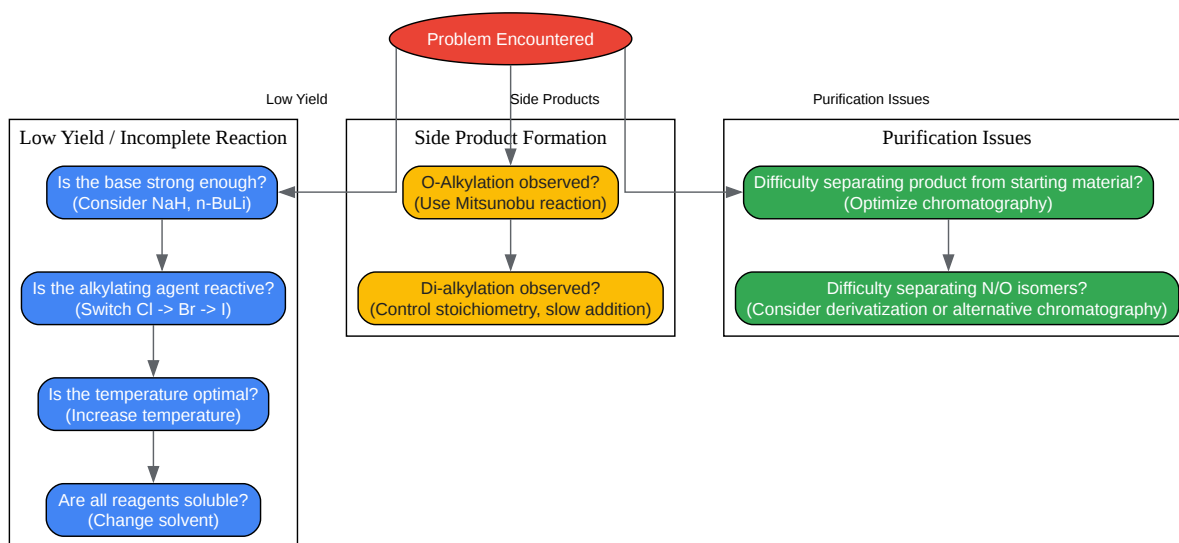 Problem Encountered
Low Yield
Side Products
Purification Issues
Low Yield / Incomplete Reaction
Is the base strong enough?
(Consider NaH, n-BuLi)
Is the alkylating agent reactive?
(Switch Cl -> Br -> I)
Is the temperature optimal?
(Increase temperature)
Are all reagents soluble?
(Change solvent)
Side Product Formation
O-Alkylation observed?
(Use Mitsunobu reaction)
Di-alkylation observed?
(Control stoichiometry, slow addition)
Purification Issues
Difficulty separating product from starting material?
(Optimize chromatography)
Difficulty separating N/O isomers?
(Consider derivatization or alternative chromatography)